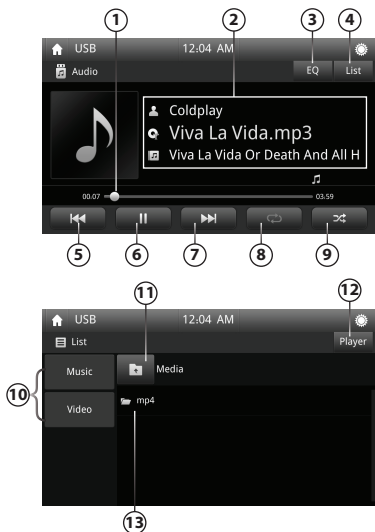 1 2 3 4
USB 12:04 AM
Audio EQ List
Coldplay
Viva La Vida.mp3
Viva La Vida Or Death And All H
00.07 03.59
5 6 7 8 9
11 12
USB 12:04 AM
List Player
Music Media
10
Video mp4
13